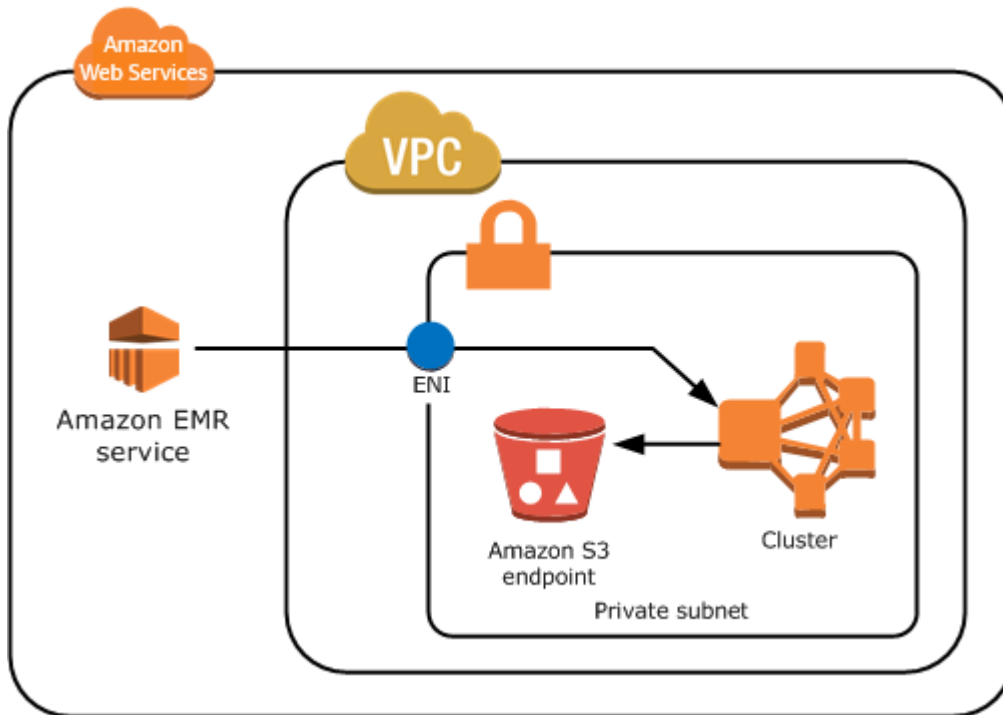 Amazon
Web Services
VPC
ENI
Amazon EMR
service
Amazon S3
endpoint
Cluster
Private subnet